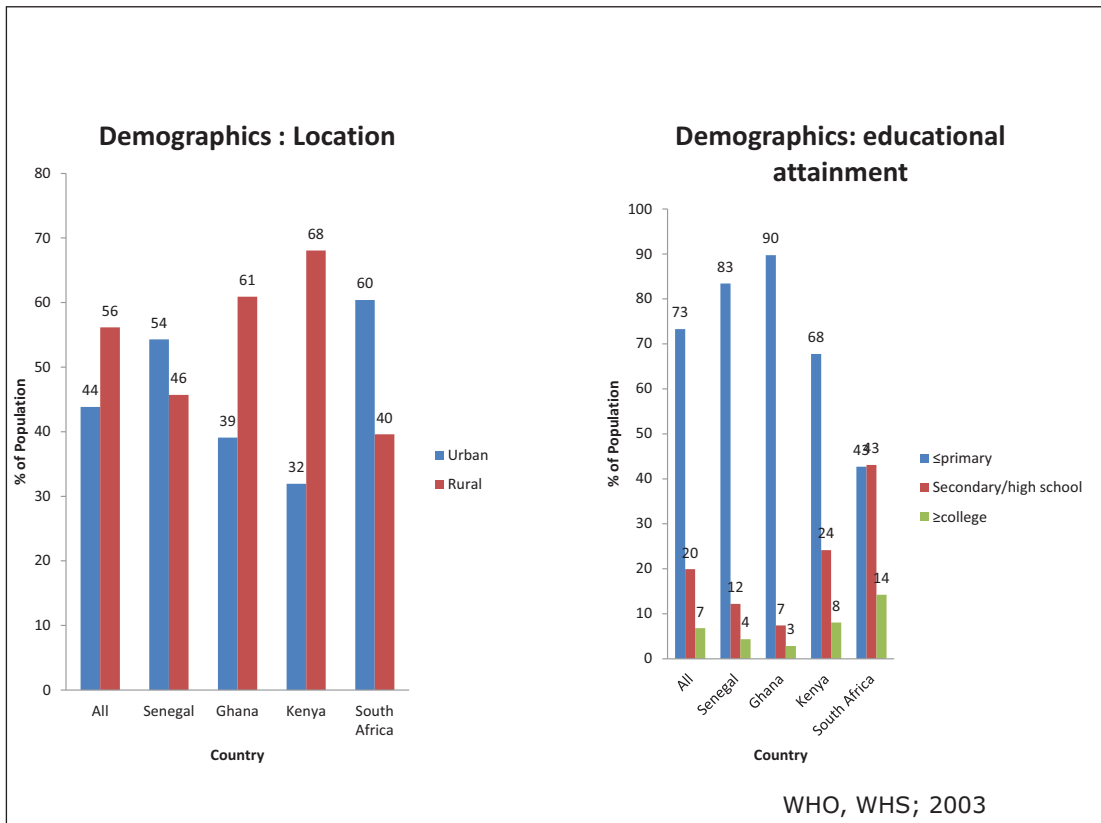 Demographics : Location
80
70
60
50
40
30
20
10
0
% of Population
44
56
54
46
39
61
32
68
60
40
All
Senegal
Ghana
Kenya
South
Africa
Country
Urban
Rural
Demographics: educational
attainment
100
90
80
70
60
50
40
30
20
10
0
% of Population
73
20
7
83
12
4
90
7
3
68
24
8
43
43
14
All
Senegal
Ghana
Kenya
South Africa
Country
≤primary
Secondary/high school
≥college
WHO, WHS; 2003